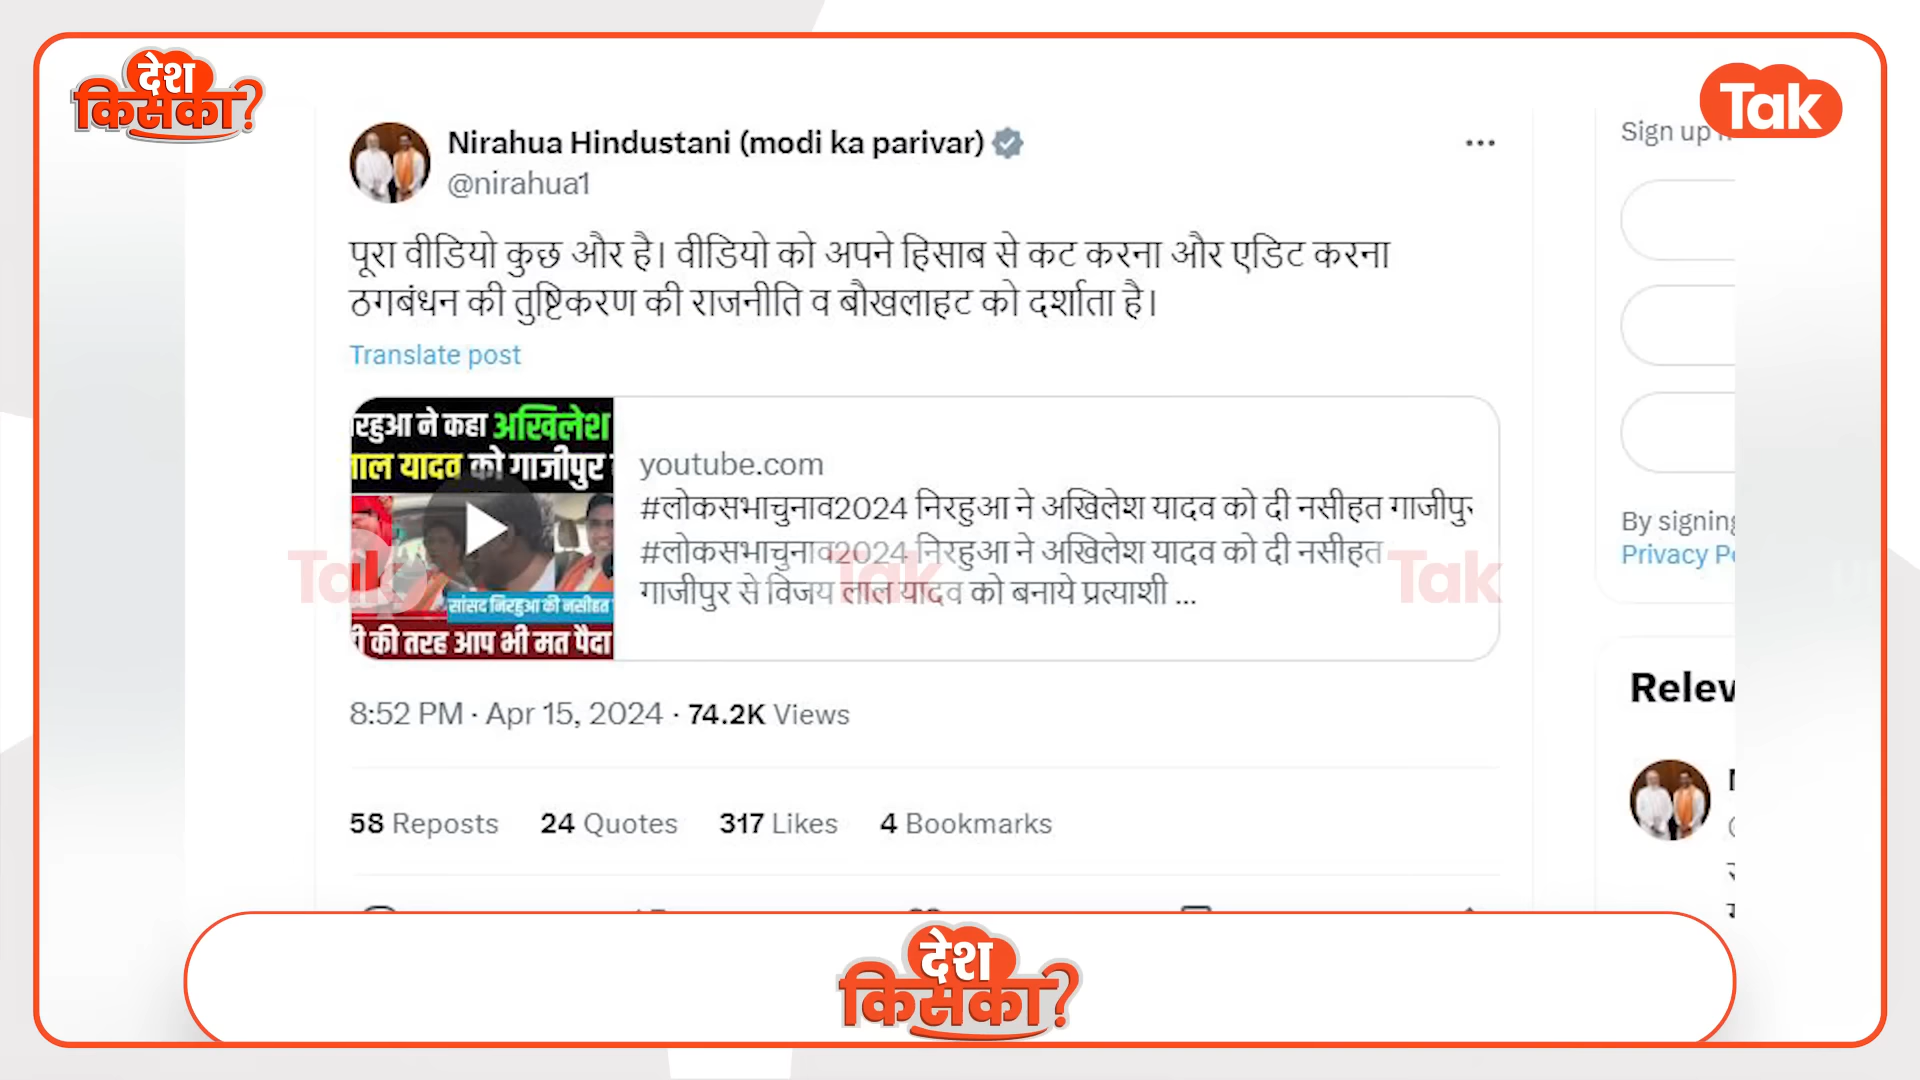 देश
किसका?
Tak
Nirahua Hindustani (modi ka parivar)
@nirahua1
Sign up
पूरा वीडियो कुछ और है। वीडियो को अपने हिसाब से कट करना और एडिट करना
ठगबंधन की तुष्टिकरण की राजनीति व बौखलाहट को दर्शाता है।
Translate post
रहुआ ने कहा अखिलेश
लाल यादव को गाजीपुर
सांसद निरहुआ की नसीहत
की तरह आप भी मत पैदा
youtube.com
#लोकसभाचुनाव2024 निरहुआ ने अखिलेश यादव को दी नसीहत गाजीपुर
#लोकसभाचुनाव2024 निरहुआ ने अखिलेश यादव को दी नसीहत
गाजीपुर से विजय लाल यादव को बनाये प्रत्याशी ...
Tak Tak Tak
By signing
Privacy Po
8:52 PM · Apr 15, 2024 · 74.2K Views
Relev
58 Reposts 24 Quotes 317 Likes 4 Bookmarks
देश
किसका?